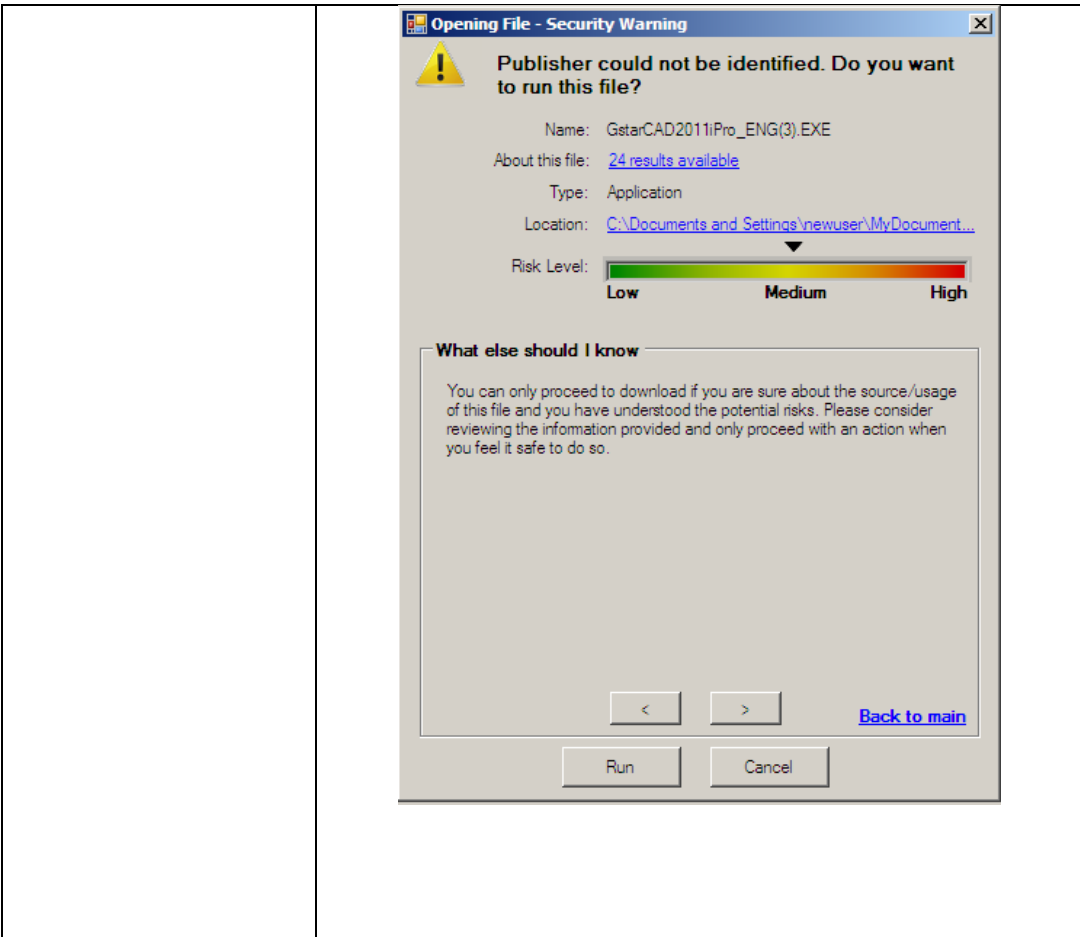 Opening File - Security Warning
Publisher could not be identified. Do you want
to run this file?
Name: GstarCAD2011iPro_ENG(3).EXE
About this file: 24 results available
Type: Application
Location: C:\Documents and Settings\newuser\MyDocument...
Risk Level:
Low Medium High
What else should I know
You can only proceed to download if you are sure about the source/usage
of this file and you have understood the potential risks. Please consider
reviewing the information provided and only proceed with an action when
you feel it safe to do so.
< >
Back to main
Run Cancel